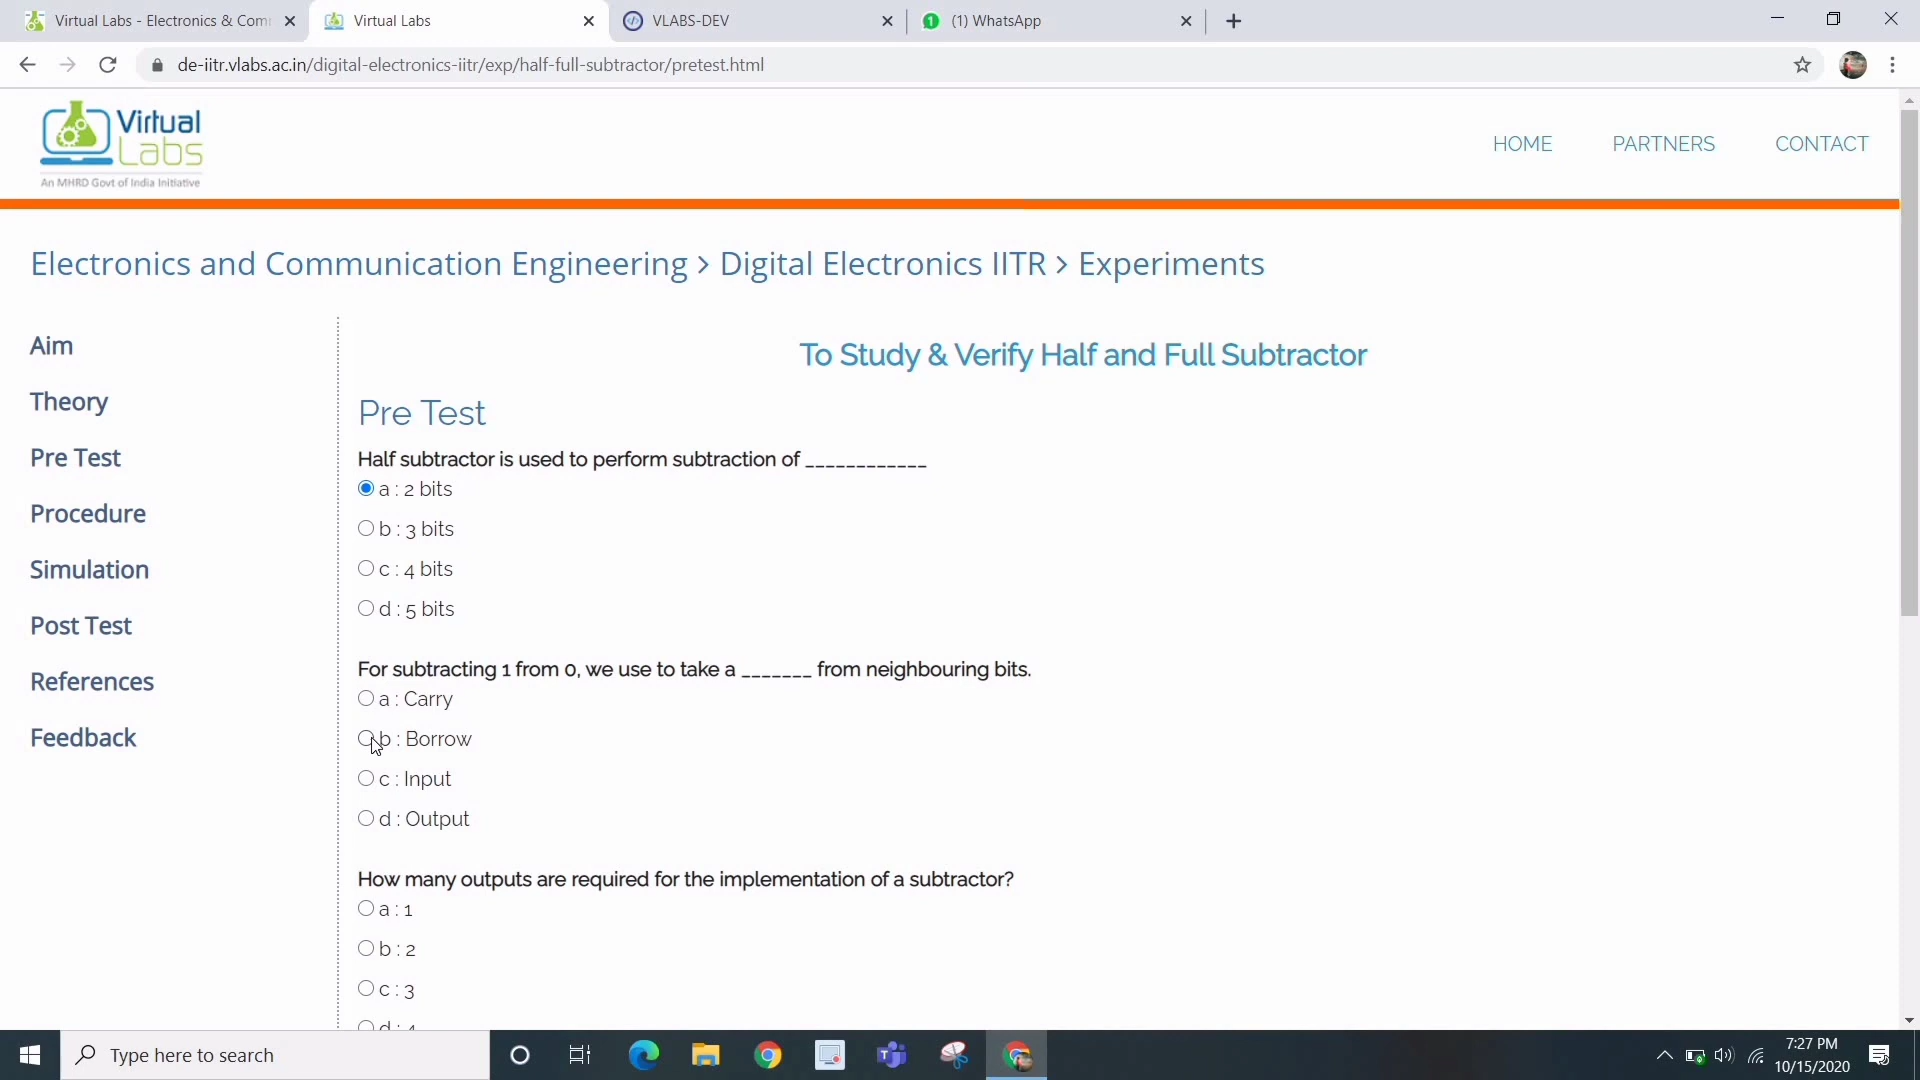 Virtual Labs - Electronics & Com
Virtual Labs
VLABS-DEV
(1) WhatsApp
de-iitr.vlabs.ac.in/digital-electronics-iitr/exp/half-full-subtractor/pretest.html
Virtual
Labs
An MHRD Govt of India Initiative
HOME
PARTNERS
CONTACT
Electronics and Communication Engineering > Digital Electronics IITR > Experiments
Aim
Theory
Pre Test
Procedure
Simulation
Post Test
References
Feedback
To Study & Verify Half and Full Subtractor
Pre Test
Half subtractor is used to perform subtraction of ____________
a : 2 bits
b : 3 bits
c : 4 bits
d : 5 bits
For subtracting 1 from 0, we use to take a _______ from neighbouring bits.
a : Carry
b : Borrow
c : Input
d : Output
How many outputs are required for the implementation of a subtractor?
a : 1
b : 2
c : 3
d : 4
Type here to search
7:27 PM
10/15/2020